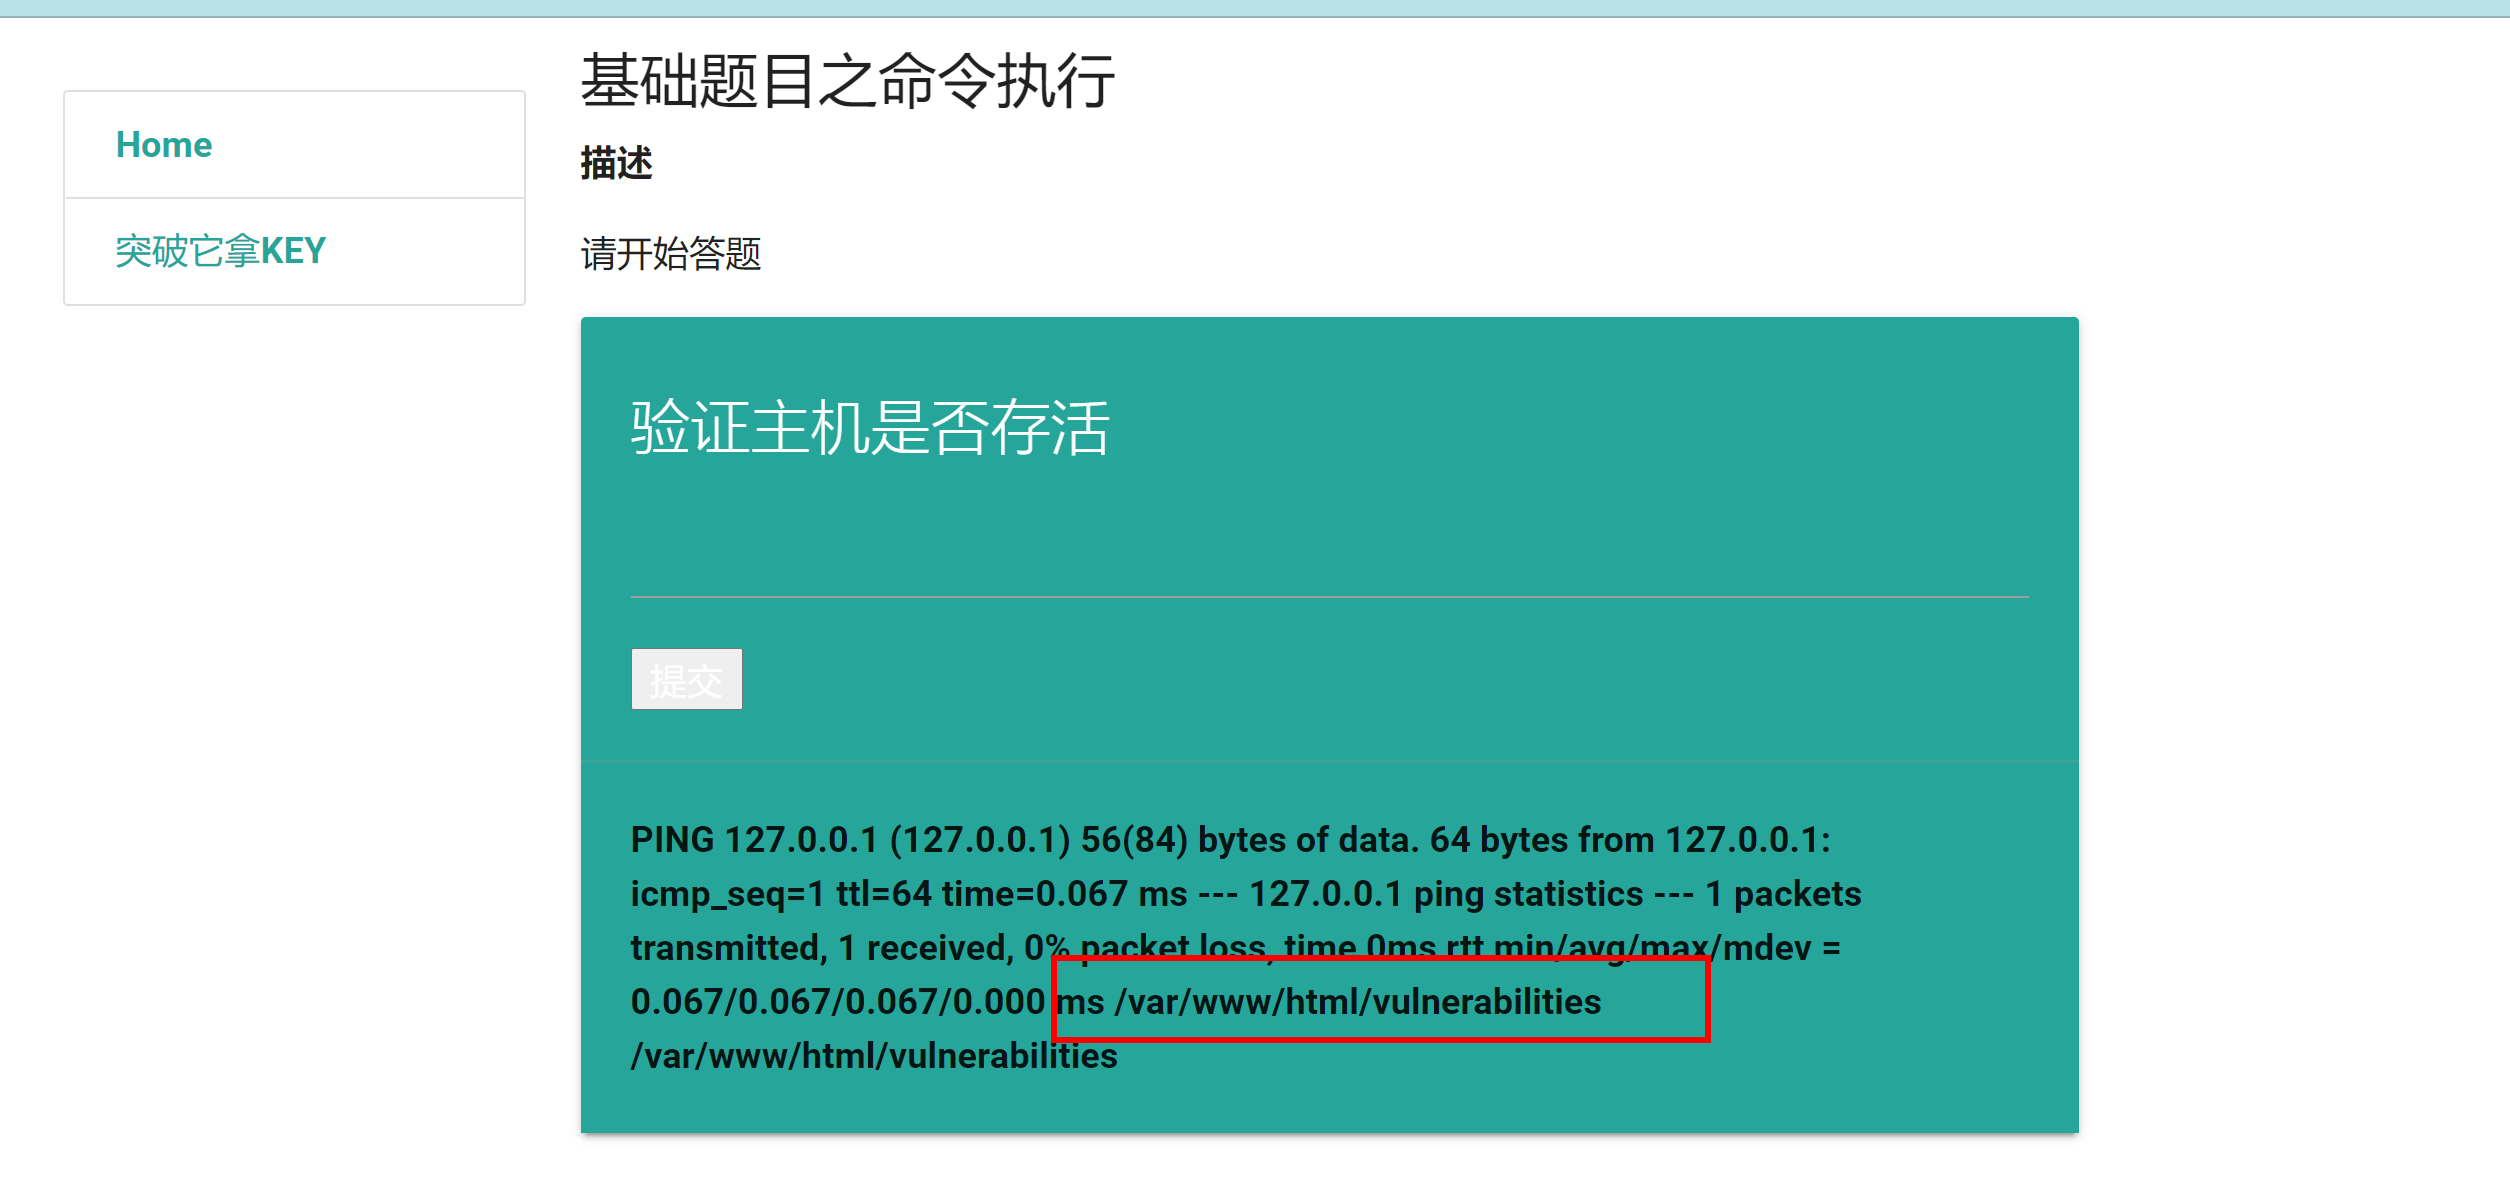 基础题目之命令执行
Home
描述
突破它拿KEY
请开始答题
验证主机是否存活
提交
PING 127.0.0.1 (127.0.0.1) 56(84) bytes of data. 64 bytes from 127.0.0.1:
icmp_seq=1 ttl=64 time=0.067 ms --- 127.0.0.1 ping statistics --- 1 packets
transmitted, 1 received, 0% packet loss, time 0ms rtt min/avg/max/mdev =
0.067/0.067/0.067/0.000 ms /var/www/html/vulnerabilities
/var/www/html/vulnerabilities